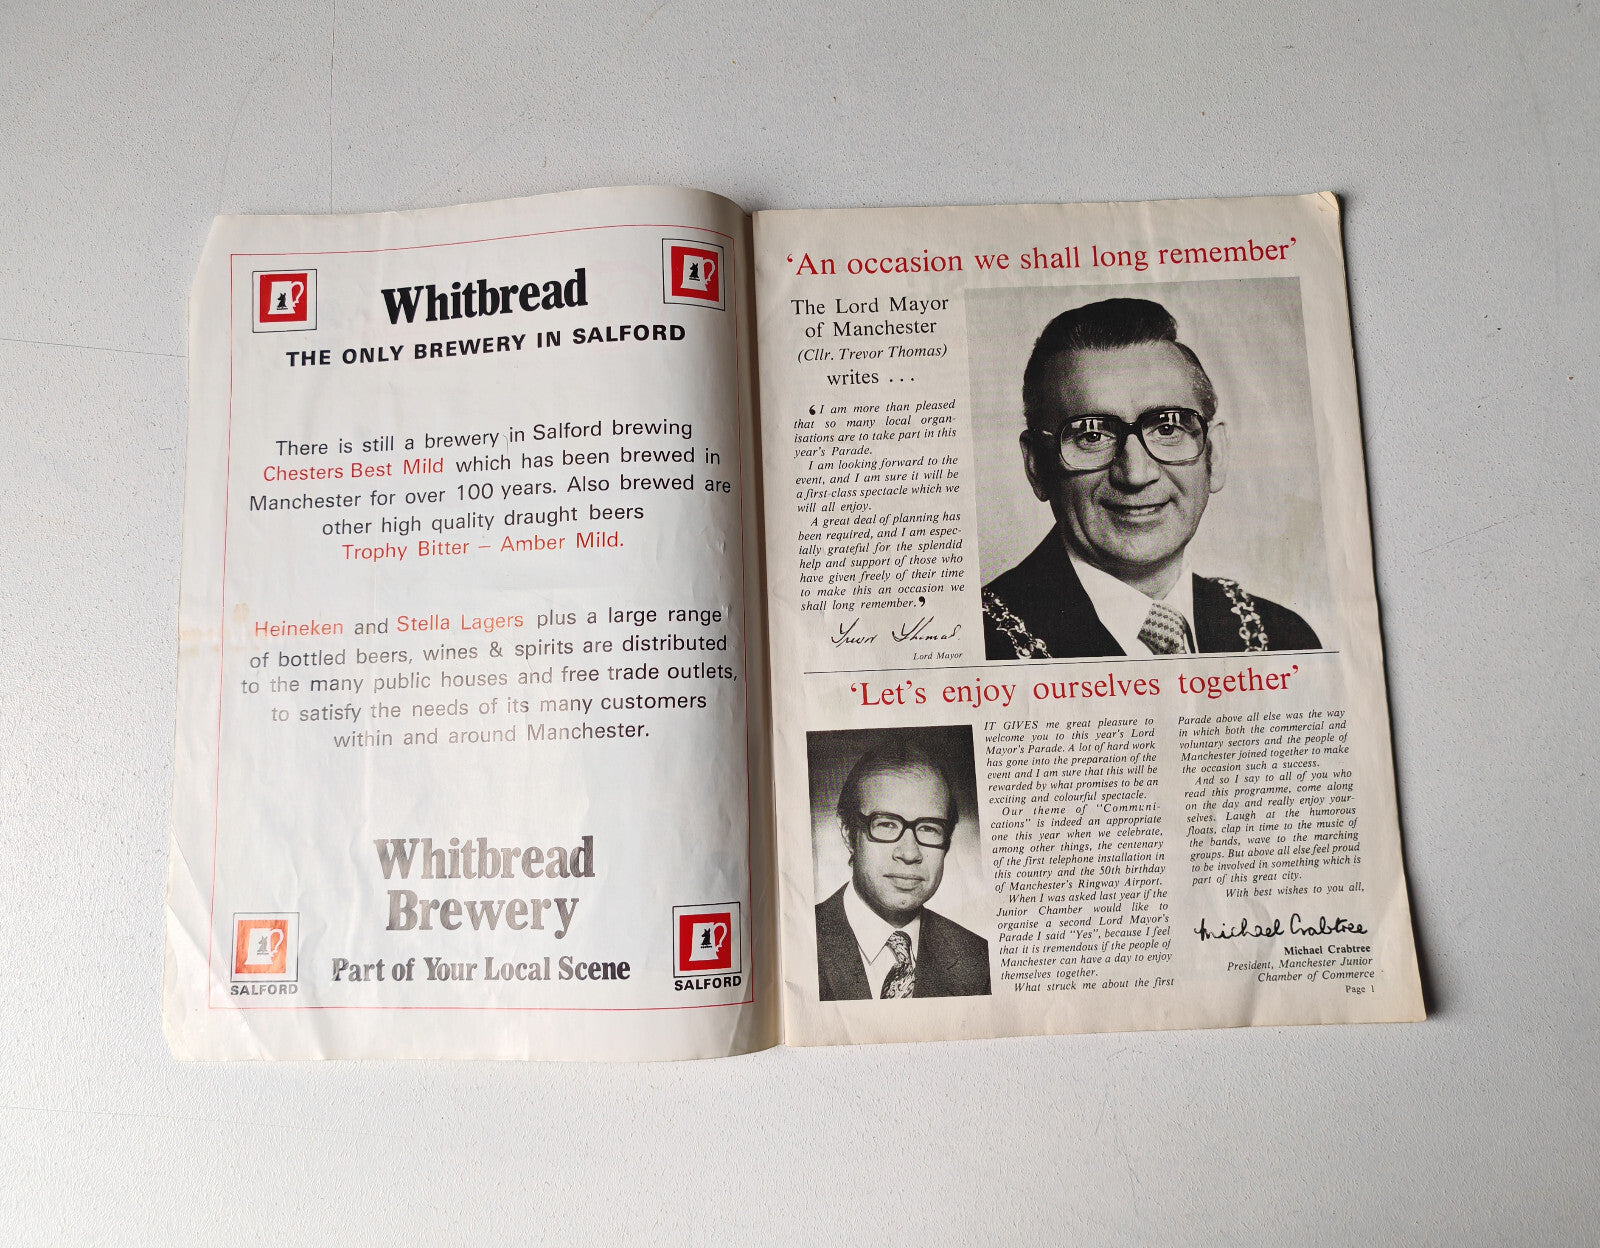 Whitbread
THE ONLY BREWERY IN SALFORD
There is still a brewery in Salford brewing
Chesters Best Mild which has been brewed in
Manchester for over 100 years. Also brewed are
other high quality draught beers
Trophy Bitter – Amber Mild.
Heineken and Stella Lagers plus a large range
of bottled beers, wines & spirits are distributed
to the many public houses and free trade outlets,
to satisfy the needs of its many customers
within and around Manchester.
Whitbread
Brewery
Part of Your Local Scene
SALFORD
SALFORD
‘An occasion we shall long remember’
The Lord Mayor
of Manchester
(Cllr. Trevor Thomas)
writes . . .
‘I am more than pleased
that so many local organ-
isations are to take part in this
year's Parade.
I am looking forward to the
event, and I am sure it will be
a first-class spectacle which we
will all enjoy.
A great deal of planning has
been required, and I am espec-
ially grateful for the splendid
help and support of those who
have given freely of their time
to make this an occasion we
shall long remember.’
Trevor Thomas
Lord Mayor
‘Let's enjoy ourselves together’
IT GIVES me great pleasure to
welcome you to this year's Lord
Mayor's Parade. A lot of hard work
has gone into the preparation of the
event and I am sure that this will be
rewarded by what promises to be an
exciting and colourful spectacle.
Our theme of "Communi-
cations" is indeed an appropriate
one this year when we celebrate,
among other things, the centenary
of the first telephone installation in
this country and the 50th birthday
of Manchester's Ringway Airport.
When I was asked last year if the
Junior Chamber would like to
organise a second Lord Mayor's
Parade I said "Yes", because I feel
that it is tremendous if the people of
Manchester can have a day to enjoy
themselves together.
What struck me about the first
Parade above all else was the way
in which both the commercial and
voluntary sectors and the people of
Manchester joined together to make
the occasion such a success.
And so I say to all of you who
read this programme, come along
on the day and really enjoy your-
selves. Laugh at the humorous
floats, clap in time to the music of
the bands, wave to the marching
groups. But above all else feel proud
to be involved in something which is
part of this great city.
With best wishes to you all,
Michael Crabtree
Michael Crabtree
President, Manchester Junior
Chamber of Commerce
Page 1